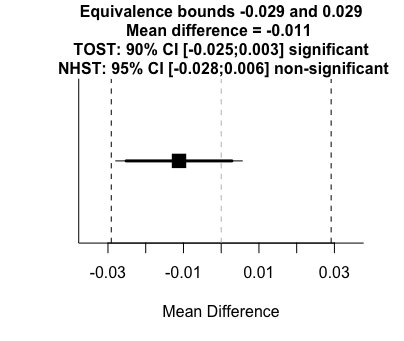 Equivalence bounds -0.029 and 0.029
Mean difference = -0.011
TOST: 90% CI [-0.025;0.003] significant
NHST: 95% CI [-0.028;0.006] non-significant
-0.03 -0.01 0.01 0.03
Mean Difference